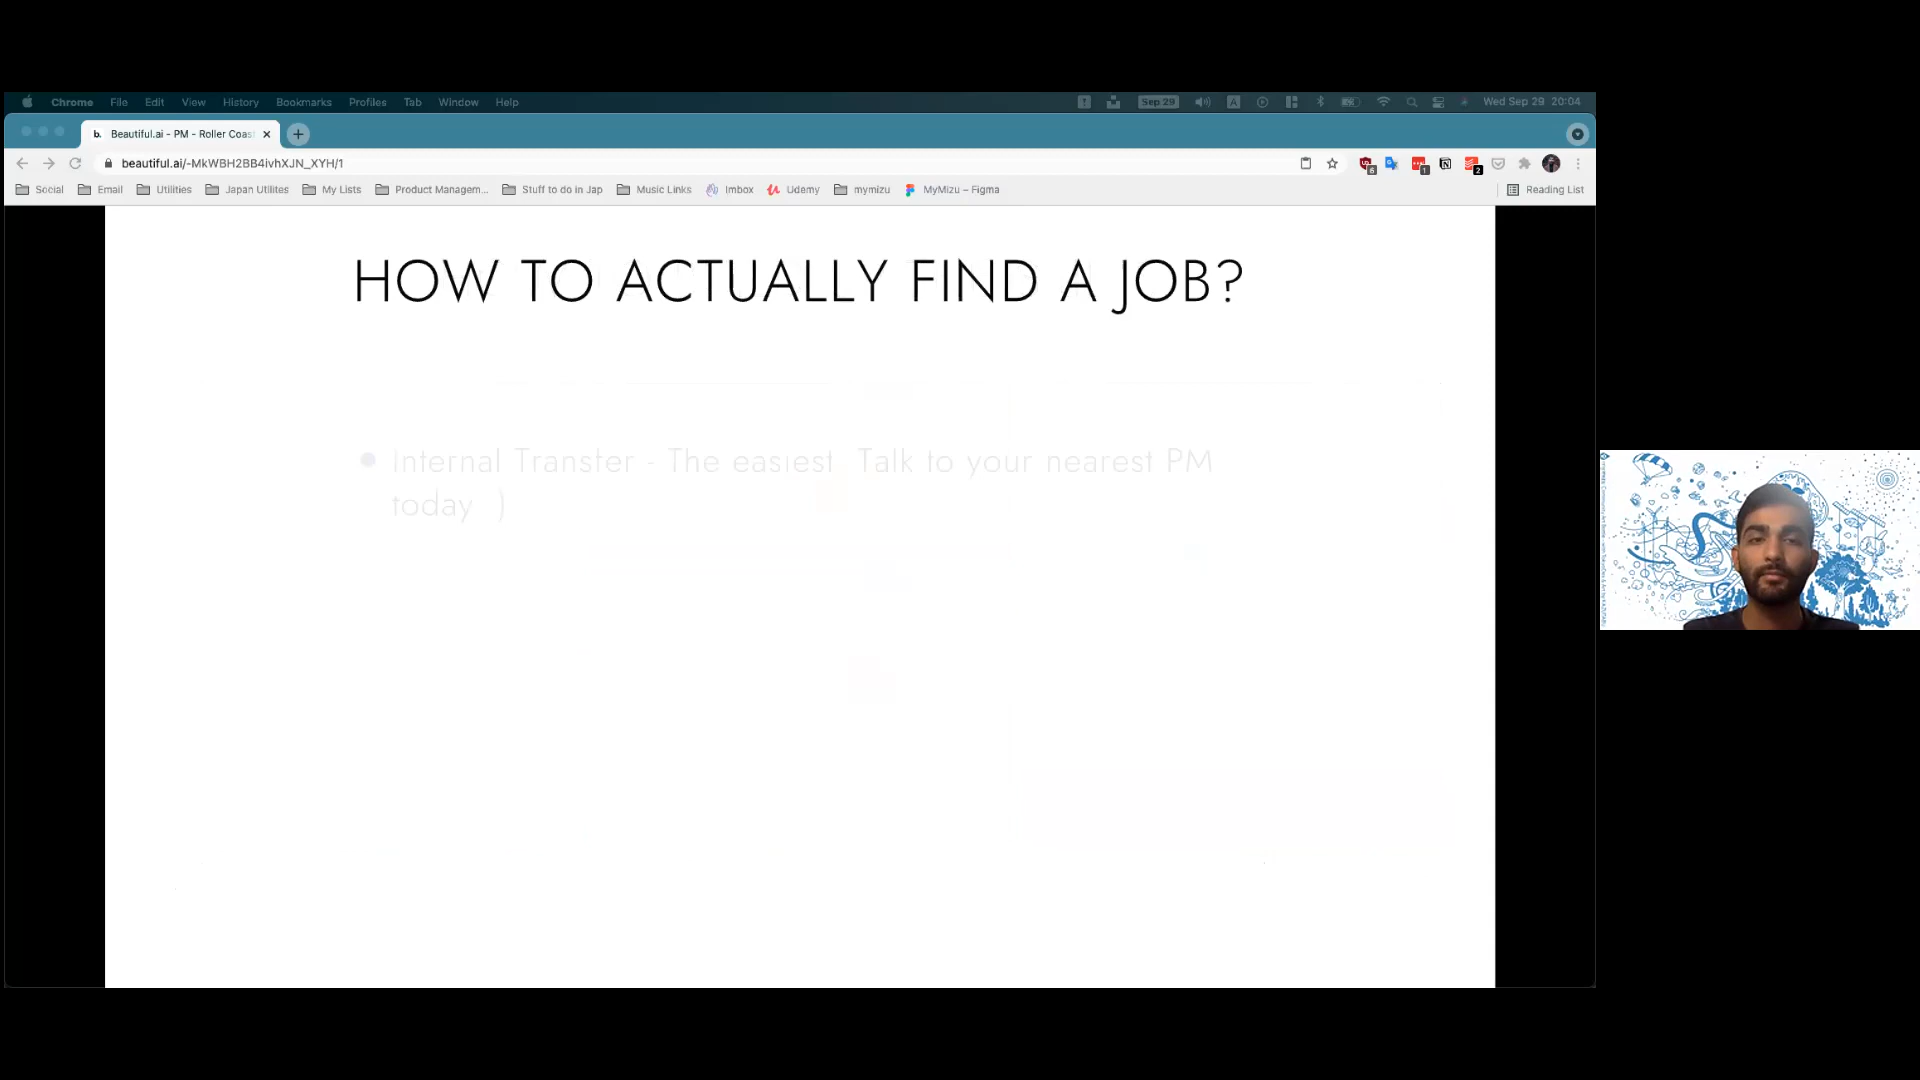 Chrome File Edit View History Bookmarks Profiles Tab Window Help Sep 29 Wed Sep 29 20:04
b. Beautiful.ai - PM - Roller Coas
beautiful.ai/-MkWBH2BB4ivhXJN_XYH/1
Social Email Utilities Japan Utilites My Lists Product Managem... Stuff to do in Jap Music Links Imbox Udemy mymizu MyMizu – Figma Reading List
HOW TO ACTUALLY FIND A JOB?
Internal Transfer - The easiest Talk to your nearest PM
today )